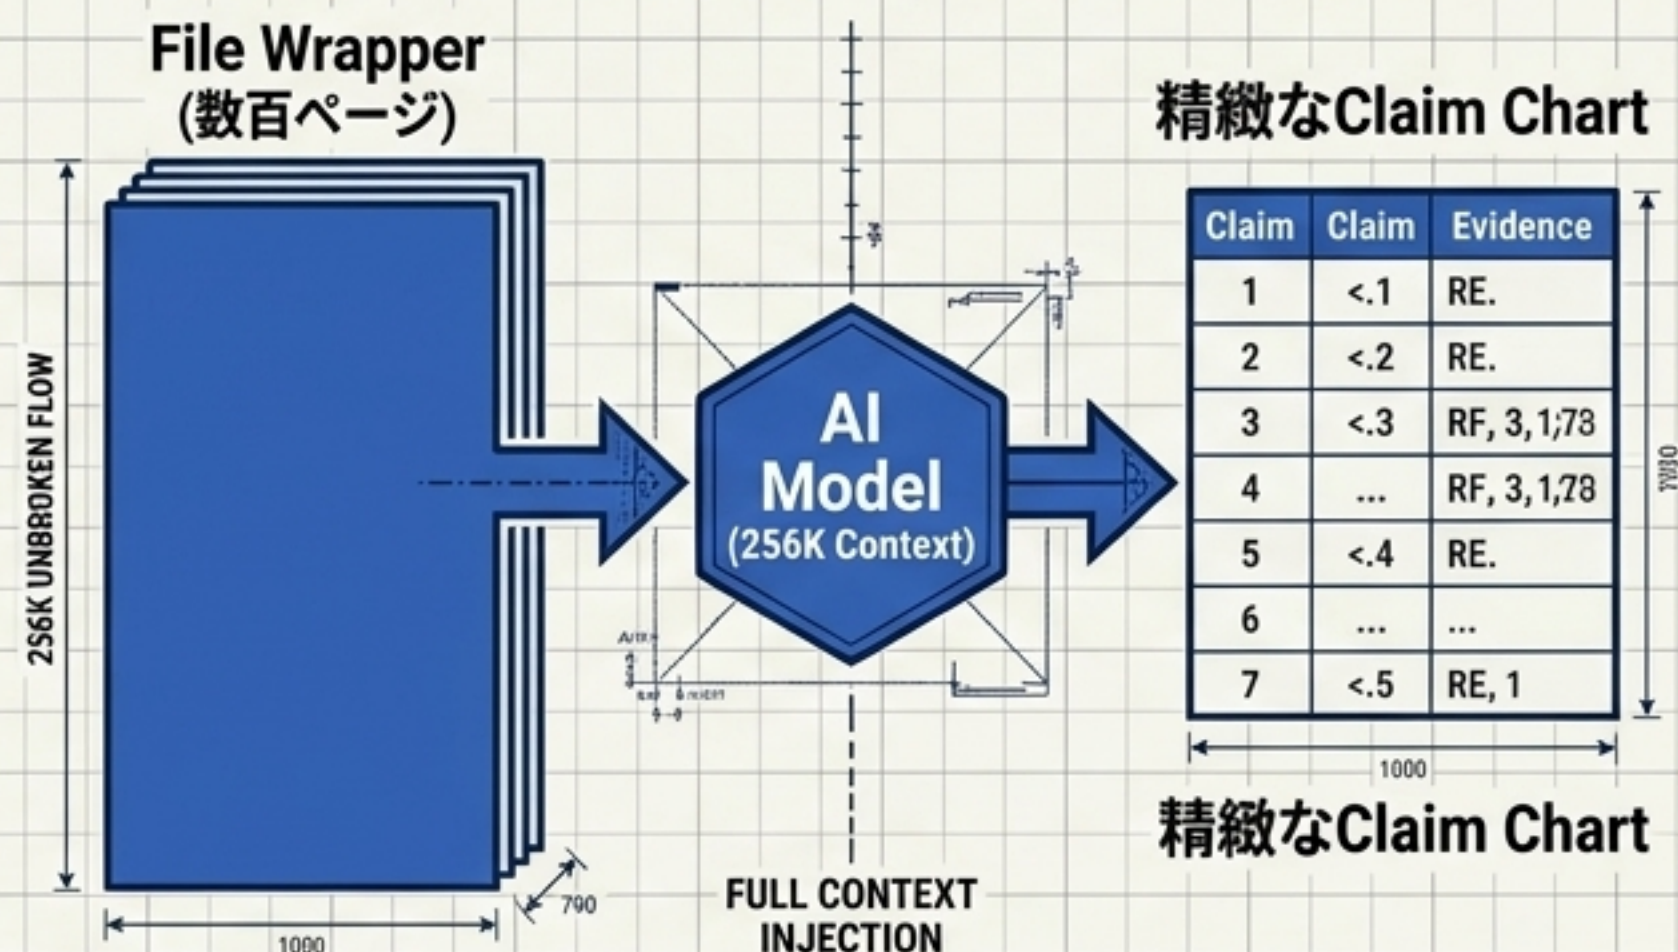 File Wrapper
(数百ページ)
256K UNBROKEN FLOW
1000
790
AI
Model
(256K Context)
FULL CONTEXT
INJECTION
精緻なClaim Chart
Claim Claim Evidence
1 <.1 RE.
2 <.2 RE.
3 <.3 RF, 3, 1;73
4 ... RF, 3, 1,73
5 <.4 RE.
6 ... ...
7 <.5 RE, 1
1000
精緻なClaim Chart